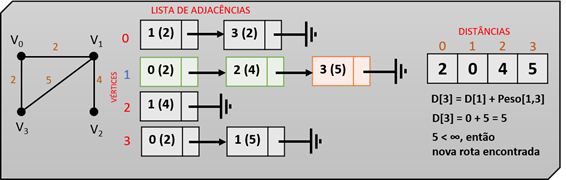 LISTA DE ADJACÊNCIAS
DISTÂNCIAS
V0 2 V1
2 5 4
V3 V2
VÉRTICES
0 1 (2) 3 (2)
1 0 (2) 2 (4) 3 (5)
2 1 (4)
3 0 (2) 1 (5)
0 1 2 3
2 0 4 5
D[3] = D[1] + Peso[1,3]
D[3] = 0 + 5 = 5
5 < ∞, então
nova rota encontrada